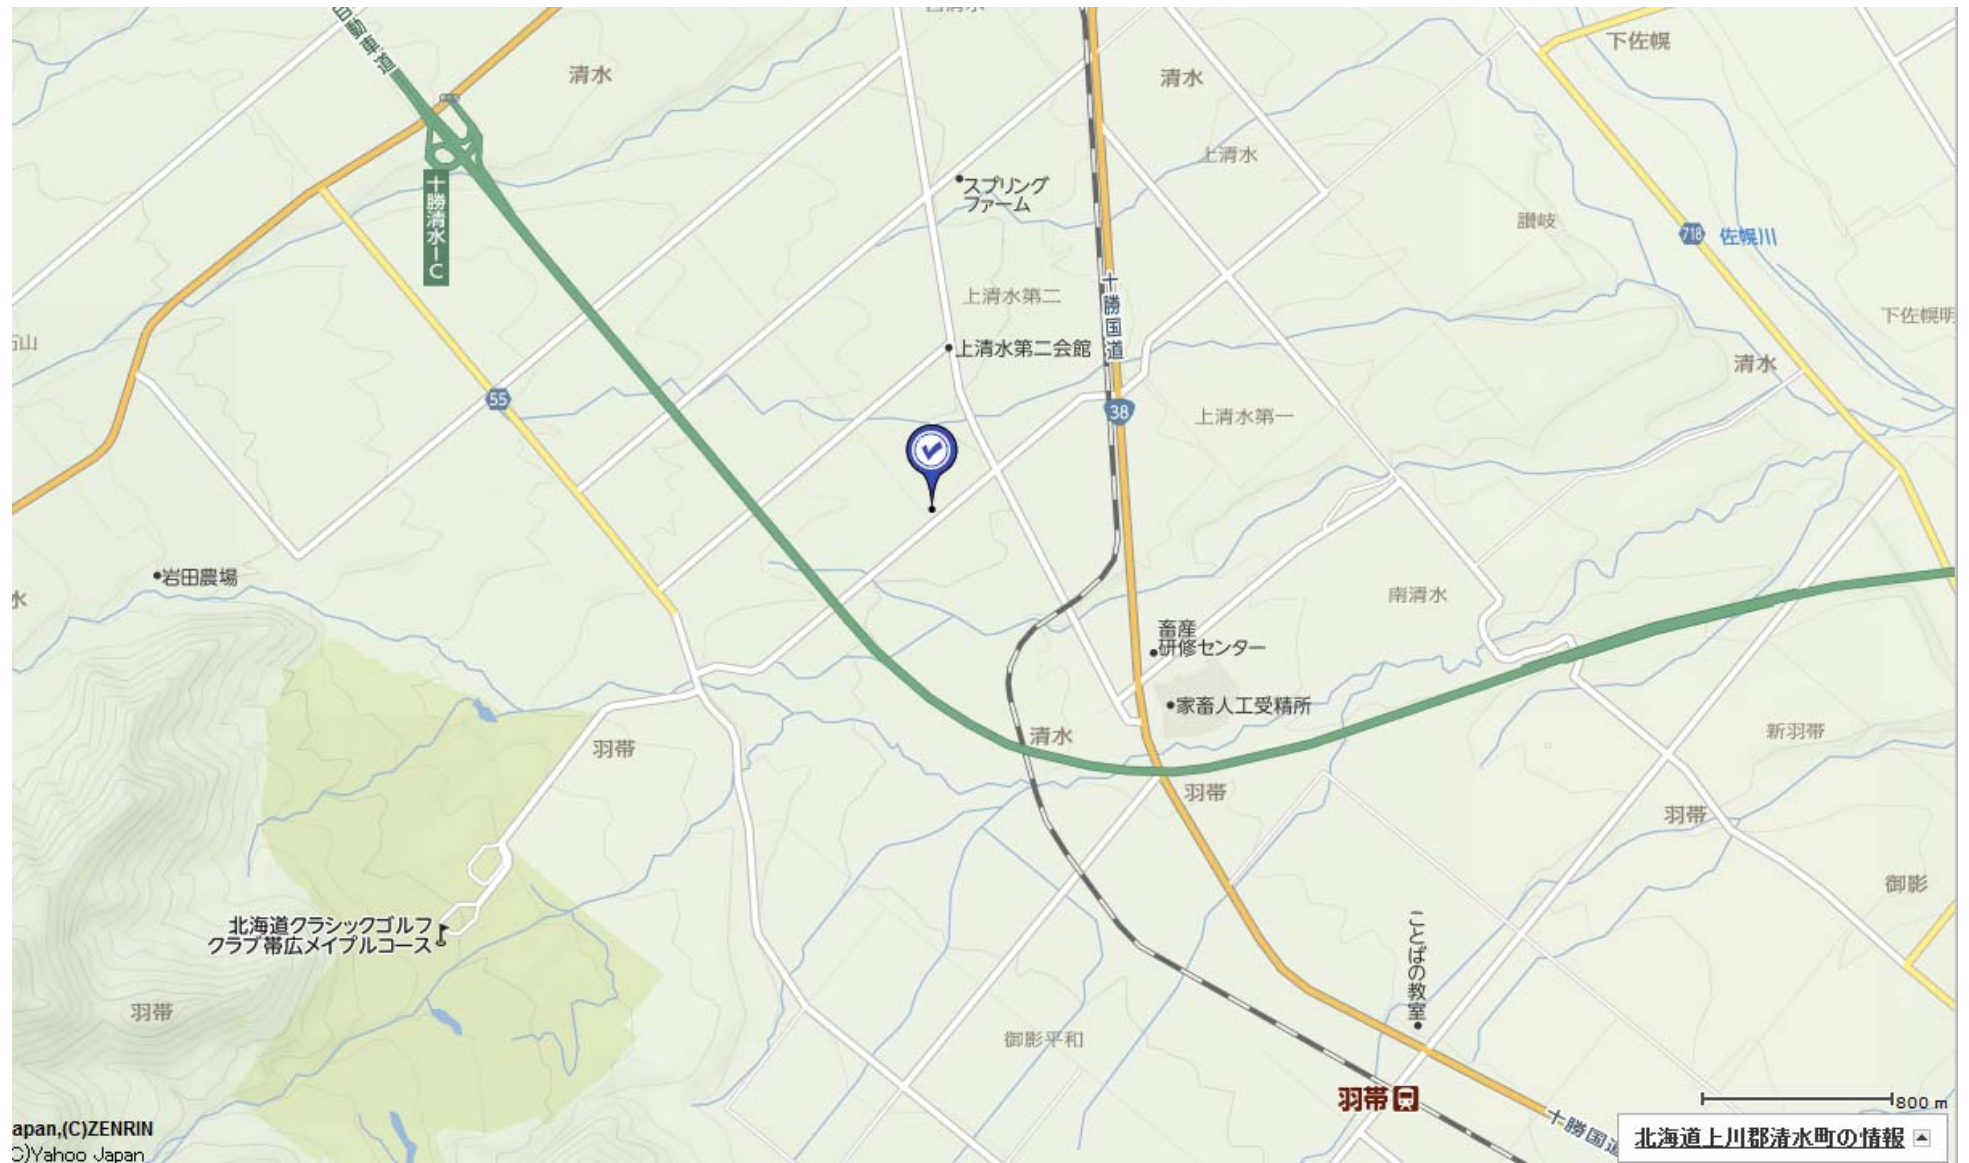 自動車道
清水
清水
下佐幌
上清水
十勝清水IC
スプリング
ファーム
讃岐
718
佐幌川
十勝国道
上清水第二
下佐幌明
上清水第二会館
清水
55
38
上清水第一
岩田農場
水
南清水
畜産
研修センター
家畜人工受精所
清水
新羽帯
羽帯
羽帯
羽帯
御影
北海道クラシックゴルフ
クラブ帯広メイプルコース
ことばの教室
羽帯
御影平和
羽帯
800 m
十勝国道
apan,(C)ZENRIN
北海道上川郡清水町の情報
C)Yahoo Japan